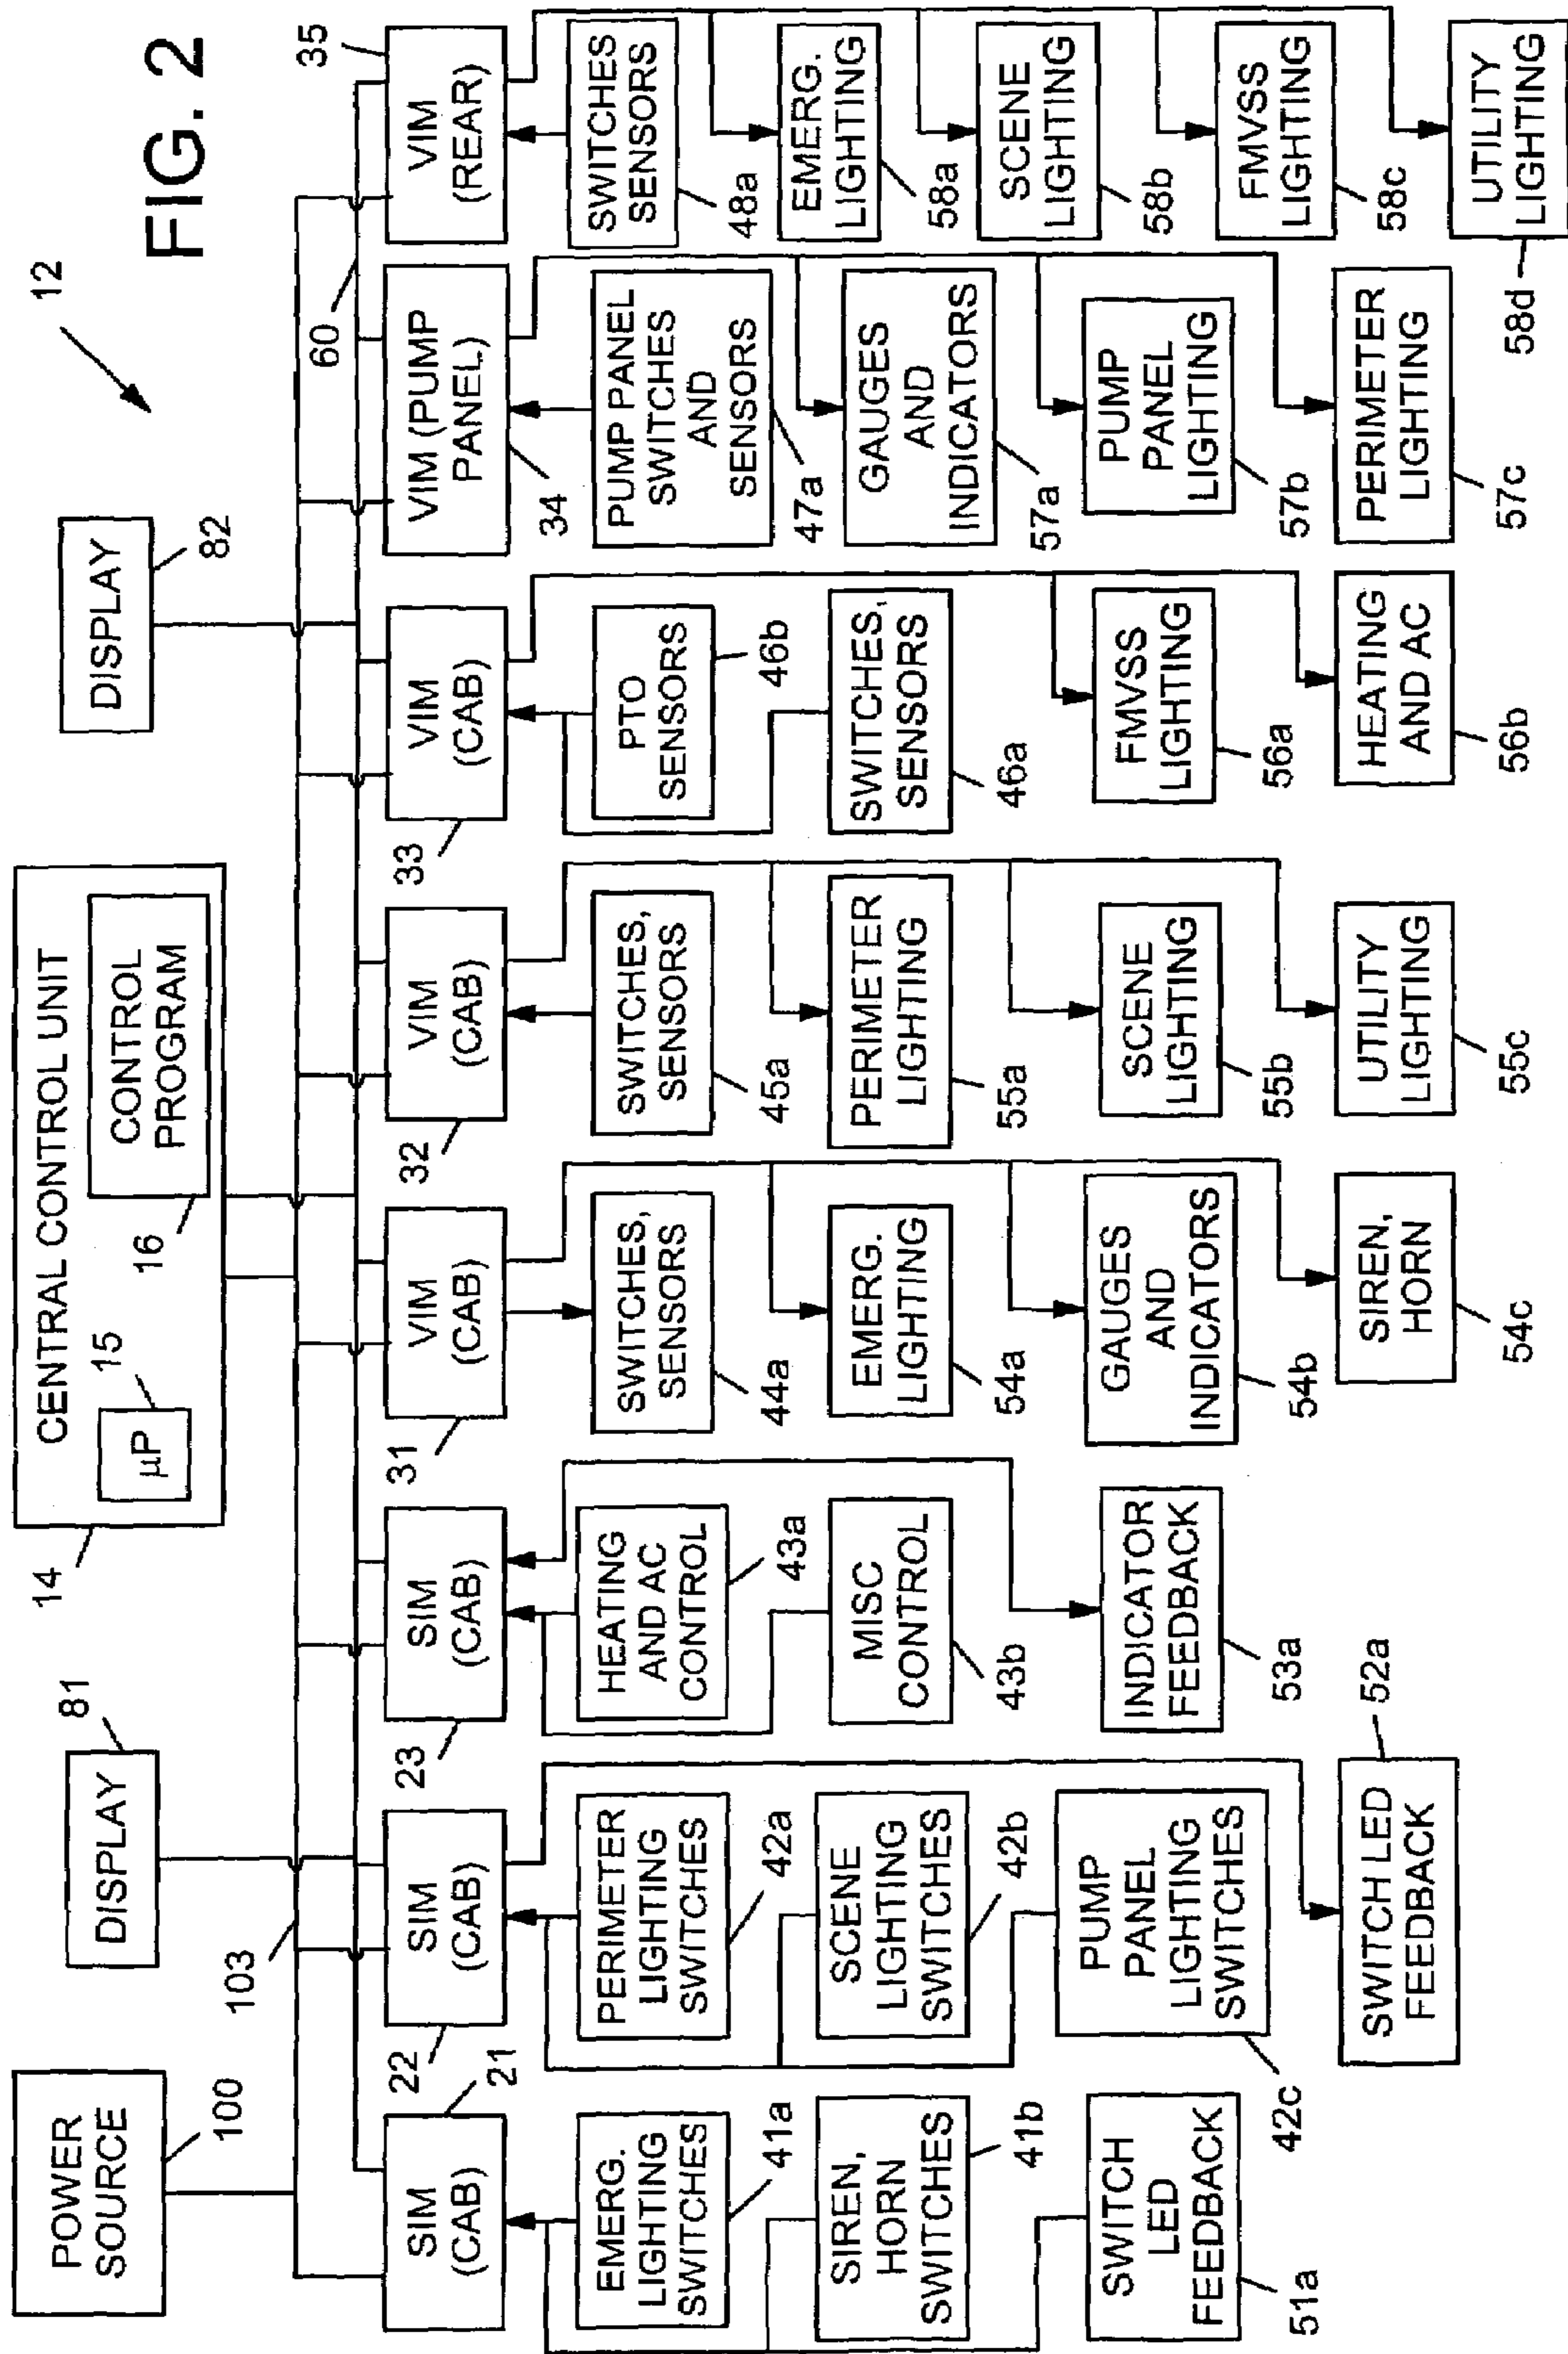 FIG. 2
12
POWER
SOURCE
100
DISPLAY
81
CENTRAL CONTROL UNIT
14
μP
15
CONTROL
PROGRAM
16
DISPLAY
82
103
60
SIM
(CAB)
21
SIM
(CAB)
22
SIM
(CAB)
23
VIM
(CAB)
31
VIM
(CAB)
32
VIM
(CAB)
33
VIM (PUMP
PANEL)
34
VIM
(REAR)
35
EMERG.
LIGHTING
SWITCHES
41a
SIREN,
HORN
SWITCHES
41b
SWITCH
LED
FEEDBACK
51a
PERIMETER
LIGHTING
SWITCHES
42a
SCENE
LIGHTING
SWITCHES
42b
PUMP
PANEL
LIGHTING
SWITCHES
42c
SWITCH LED
FEEDBACK
52a
HEATING
AND AC
CONTROL
43a
MISC
CONTROL
43b
INDICATOR
FEEDBACK
53a
SWITCHES,
SENSORS
44a
EMERG.
LIGHTING
54a
GAUGES
AND
INDICATORS
54b
SIREN,
HORN
54c
SWITCHES,
SENSORS
45a
PERIMETER
LIGHTING
55a
SCENE
LIGHTING
55b
UTILITY
LIGHTING
55c
PTO
SENSORS
46b
SWITCHES,
SENSORS
46a
FMVSS
LIGHTING
56a
HEATING
AND AC
56b
PUMP PANEL
SWITCHES
AND
SENSORS
47a
GAUGES
AND
INDICATORS
57a
PUMP
PANEL
LIGHTING
57b
PERIMETER
LIGHTING
57c
SWITCHES
SENSORS
48a
EMERG.
LIGHTING
58a
SCENE
LIGHTING
58b
FMVSS
LIGHTING
58c
UTILITY
LIGHTING
58d